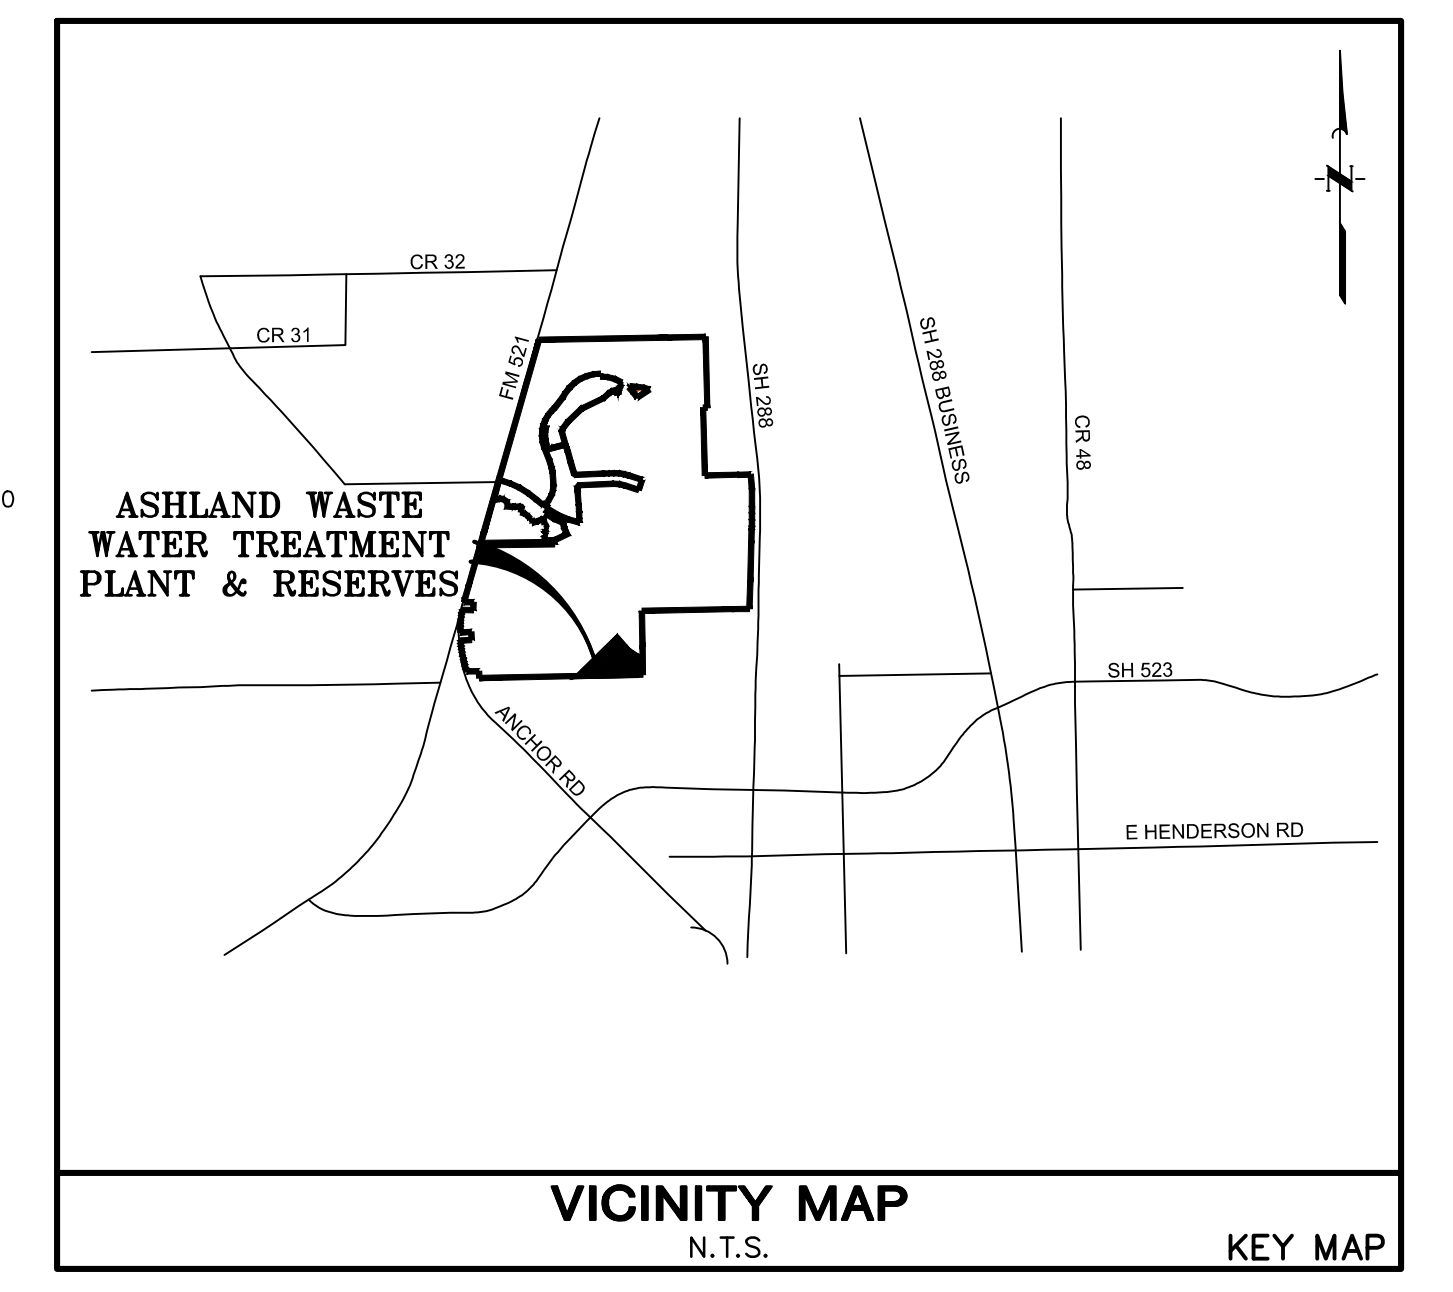 N
CR 32
CR 31
FM 521
SH 288
SH 288 BUSINESS
CR 48
0
ASHLAND WASTE
WATER TREATMENT
PLANT & RESERVES
SH 523
ANCHOR RD
E HENDERSON RD
VICINITY MAP
N.T.S.
KEY MAP